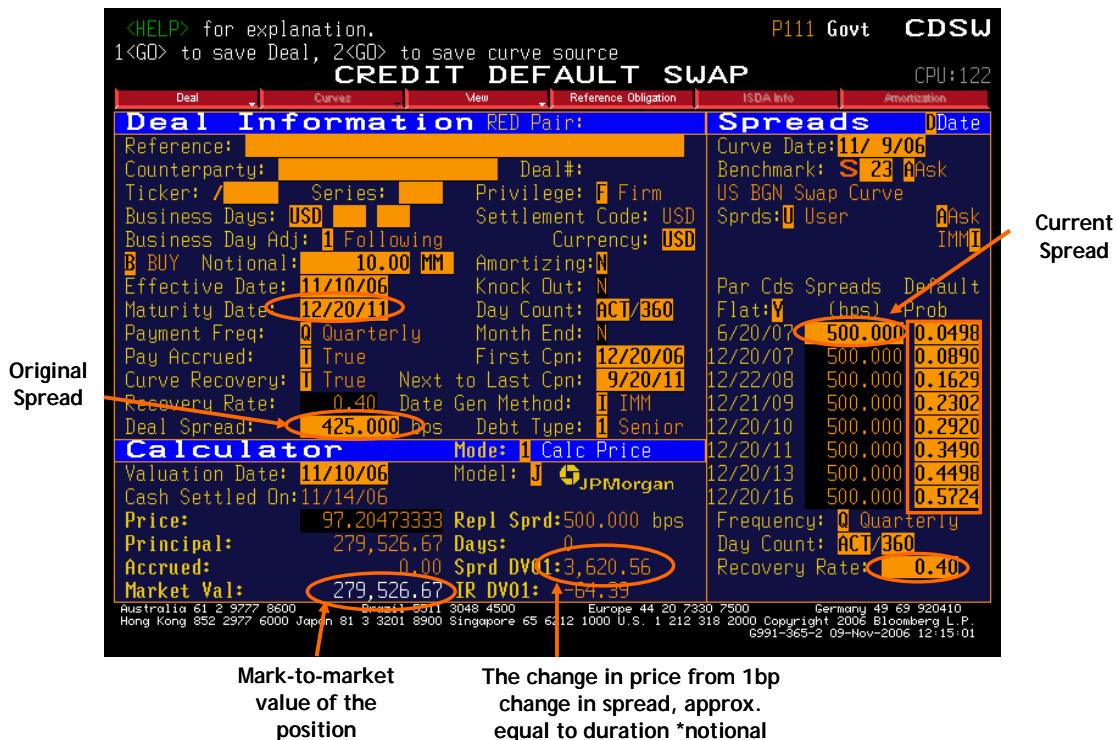 <HELP> for explanation. P111 Govt CDSW
1<GO> to save Deal, 2<GO> to save curve source
CREDIT DEFAULT SWAP CPU:122
Deal Curves View Reference Obligation ISDA Info Amortization
Deal Information RED Pair: Spreads DDate
Reference: Curve Date: 11/ 9/06
Counterparty: Deal#: Benchmark: S 23 AAsk
Ticker: / Series: Privilege: F Firm US BGN Swap Curve
Business Days: USD Settlement Code: USD Sprds:U User AAsk
Business Day Adj: 1 Following Currency: USD IMMI
B BUY Notional: 10.00 MM Amortizing:N
Effective Date: 11/10/06 Knock Out: N Par Cds Spreads Default
Maturity Date: 12/20/11 Day Count: ACT/360 Flat:Y (bps) Prob
Payment Freq: Q Quarterly Month End: N 6/20/07 500.000 0.0498
Pay Accrued: T True First Cpn: 12/20/06 12/20/07 500.000 0.0890
Curve Recovery: T True Next to Last Cpn: 9/20/11 12/22/08 500.000 0.1629
Recovery Rate: 0.40 Date Gen Method: I IMM 12/21/09 500.000 0.2302
Deal Spread: 425.000 bps Debt Type: 1 Senior 12/20/10 500.000 0.2920
Calculator Mode: 1 Calc Price 12/20/11 500.000 0.3490
Valuation Date: 11/10/06 Model: J JPMorgan 12/20/13 500.000 0.4498
Cash Settled On:11/14/06 12/20/16 500.000 0.5724
Price: 97.20473333 Repl Sprd:500.000 bps Frequency: Q Quarterly
Principal: 279,526.67 Days: 0 Day Count: ACT/360
Accrued: 0.00 Sprd DV01:3,620.56 Recovery Rate: 0.40
Market Val: 279,526.67 IR DV01: -64.39
Australia 61 2 9777 8600 Brazil 5511 3048 4500 Europe 44 20 7330 7500 Germany 49 69 920410
Hong Kong 852 2977 6000 Japan 81 3 3201 8900 Singapore 65 6212 1000 U.S. 1 212 318 2000 Copyright 2006 Bloomberg L.P.
G991-365-2 09-Nov-2006 12:15:01
Current
Spread
Original
Spread
Mark-to-market
value of the
position
The change in price from 1bp
change in spread, approx.
equal to duration *notional